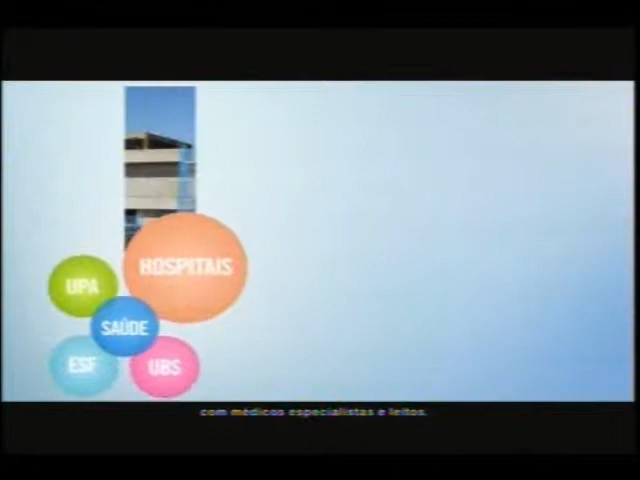 HOSPITAIS
UPA
SAÚDE
ESF
UBS
com médicos especialistas e leitos.